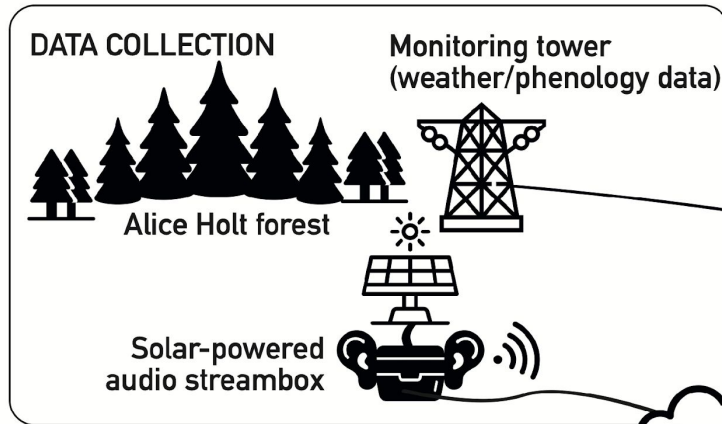 DATA COLLECTION
Monitoring tower
(weather/phenology data)
Alice Holt forest
Solar-powered
audio streambox